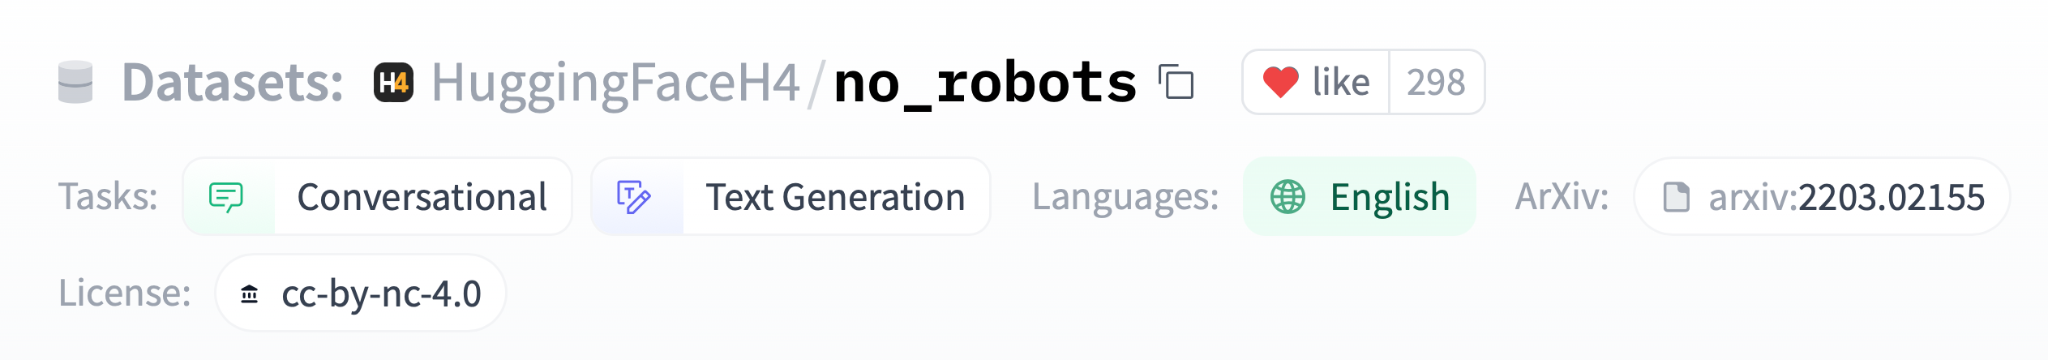 Datasets: H4 HuggingFaceH4/no_robots like 298
Tasks: Conversational Text Generation Languages: English ArXiv: arxiv:2203.02155
License: cc-by-nc-4.0